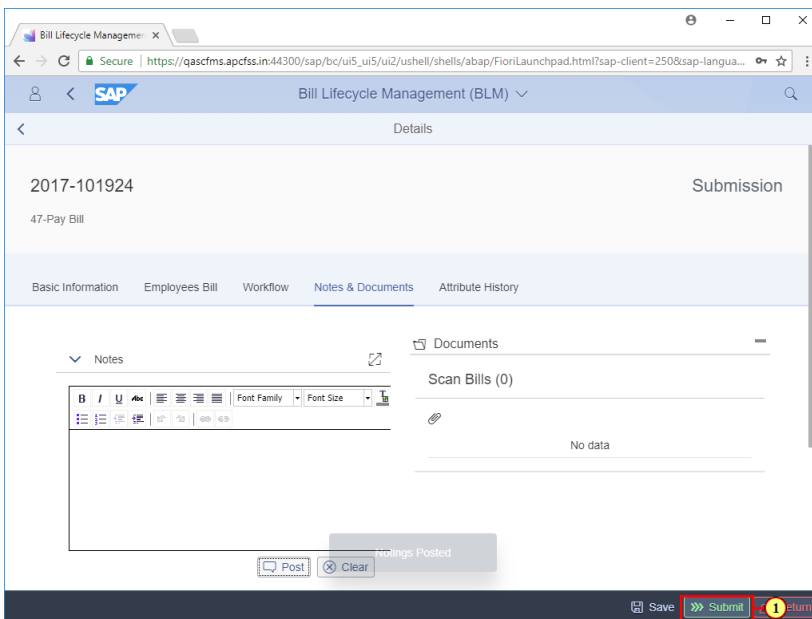 Bill Lifecycle Managemer
Secure https://qascfms.apcfss.in:44300/sap/bc/ui5_ui5/ui2/ushell/shells/abap/FioriLaunchpad.html?sap-client=250&sap-langua...
SAP Bill Lifecycle Management (BLM)
Details
2017-101924 Submission
47-Pay Bill
Basic Information Employees Bill Workflow Notes & Documents Attribute History
Documents
Notes
Scan Bills (0)
B I U Abc Font Family Font Size T
No data
Notings Posted
Post Clear
Save Submit 1 eturn